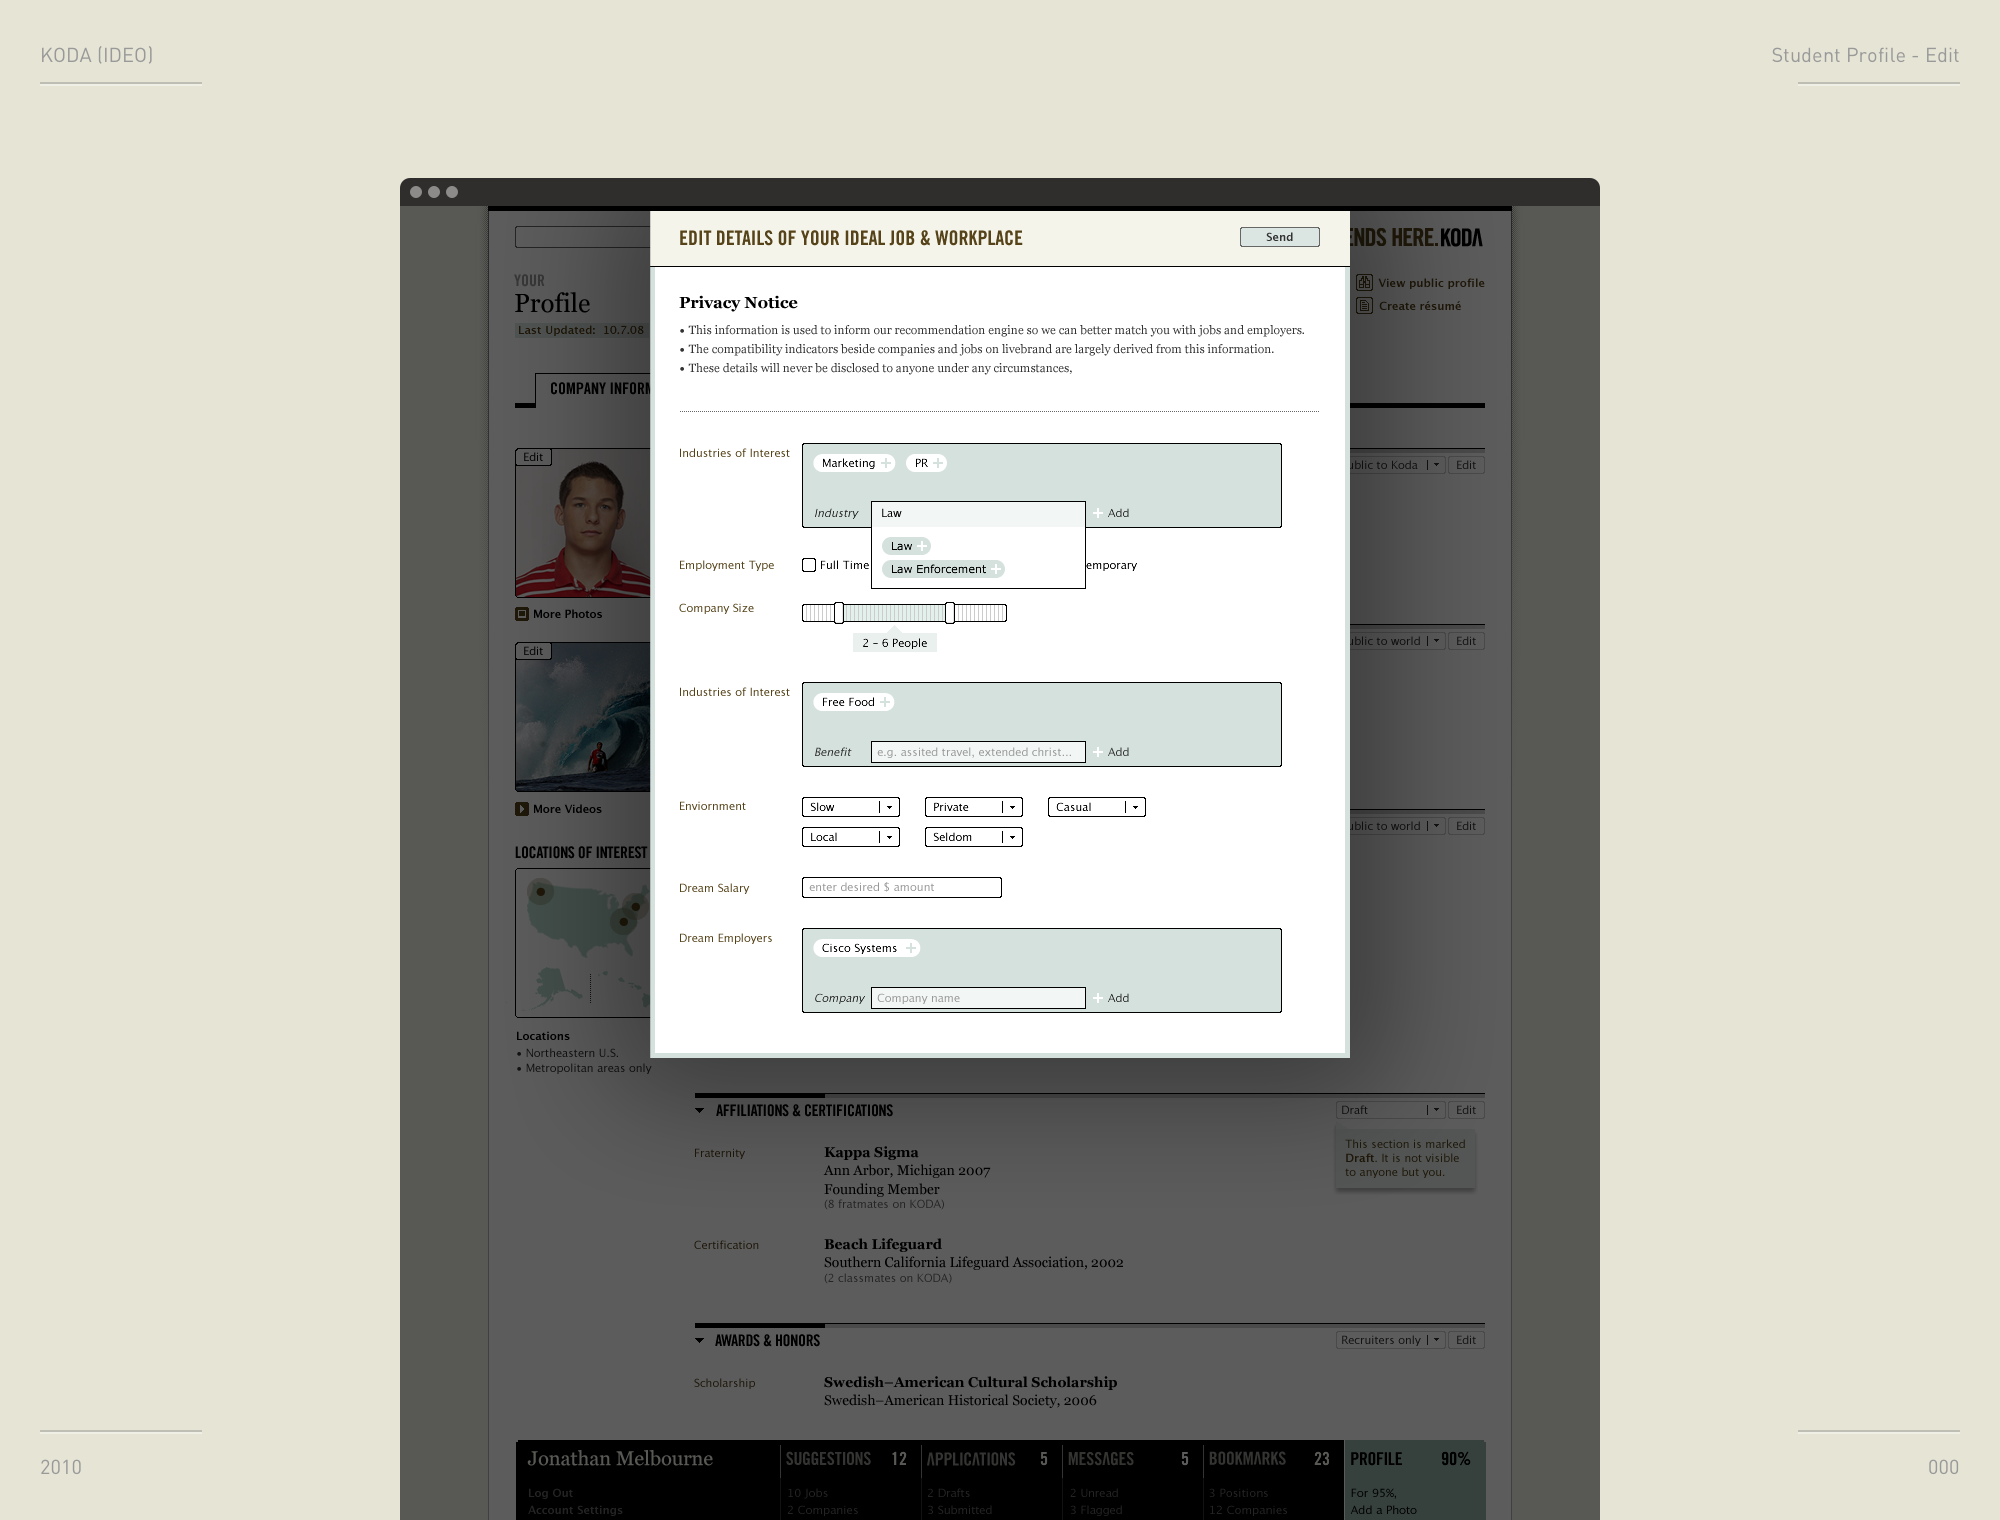 KODA (IDEO)
Student Profile - Edit
EDIT DETAILS OF YOUR IDEAL JOB & WORKPLACE
Send
ENDS HERE. KODA
YOUR
Profile
Last Updated: 10.7.08
View public profile
Create résumé
Privacy Notice
• This information is used to inform our recommendation engine so we can better match you with jobs and employers.
• The compatibility indicators beside companies and jobs on livebrand are largely derived from this information.
• These details will never be disclosed to anyone under any circumstances,
COMPANY INFOR
Industries of Interest
Marketing
PR
Industry
Law
Add
Law
Law Enforcement
Employment Type
Full Time
emporary
Company Size
2 – 6 People
Industries of Interest
Free Food
Benefit
e.g. assited travel, extended christ...
Add
Enviornment
Slow
Private
Casual
Local
Seldom
Dream Salary
enter desired $ amount
Dream Employers
Cisco Systems
Company
Company name
Add
Edit
More Photos
Edit
More Videos
LOCATIONS OF INTEREST
Locations
• Northeastern U.S.
• Metropolitan areas only
ublic to Koda
Edit
ublic to world
Edit
ublic to world
Edit
AFFILIATIONS & CERTIFICATIONS
Draft
Edit
This section is marked
Draft. It is not visible
to anyone but you.
Fraternity
Kappa Sigma
Ann Arbor, Michigan 2007
Founding Member
(8 fratmates on KODA)
Certification
Beach Lifeguard
Southern California Lifeguard Association, 2002
(2 classmates on KODA)
AWARDS & HONORS
Recruiters only
Edit
Scholarship
Swedish–American Cultural Scholarship
Swedish–American Historical Society, 2006
Jonathan Melbourne
Log Out
Account Settings
SUGGESTIONS 12
10 Jobs
2 Companies
APPLICATIONS 5
2 Drafts
3 Submitted
MESSAGES 5
2 Unread
3 Flagged
BOOKMARKS 23
3 Positions
12 Companies
PROFILE 90%
For 95%,
Add a Photo
2010
000